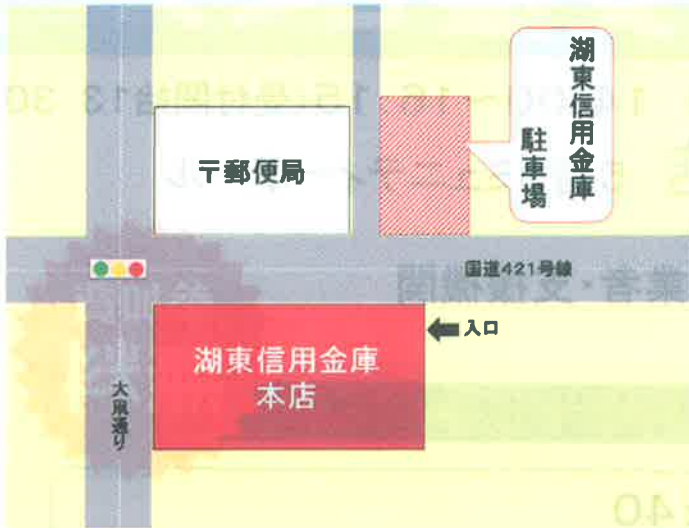 湖東信用金庫
駐車場
〒郵便局
国道421号線
入口
湖東信用金庫
本店
大凧通り